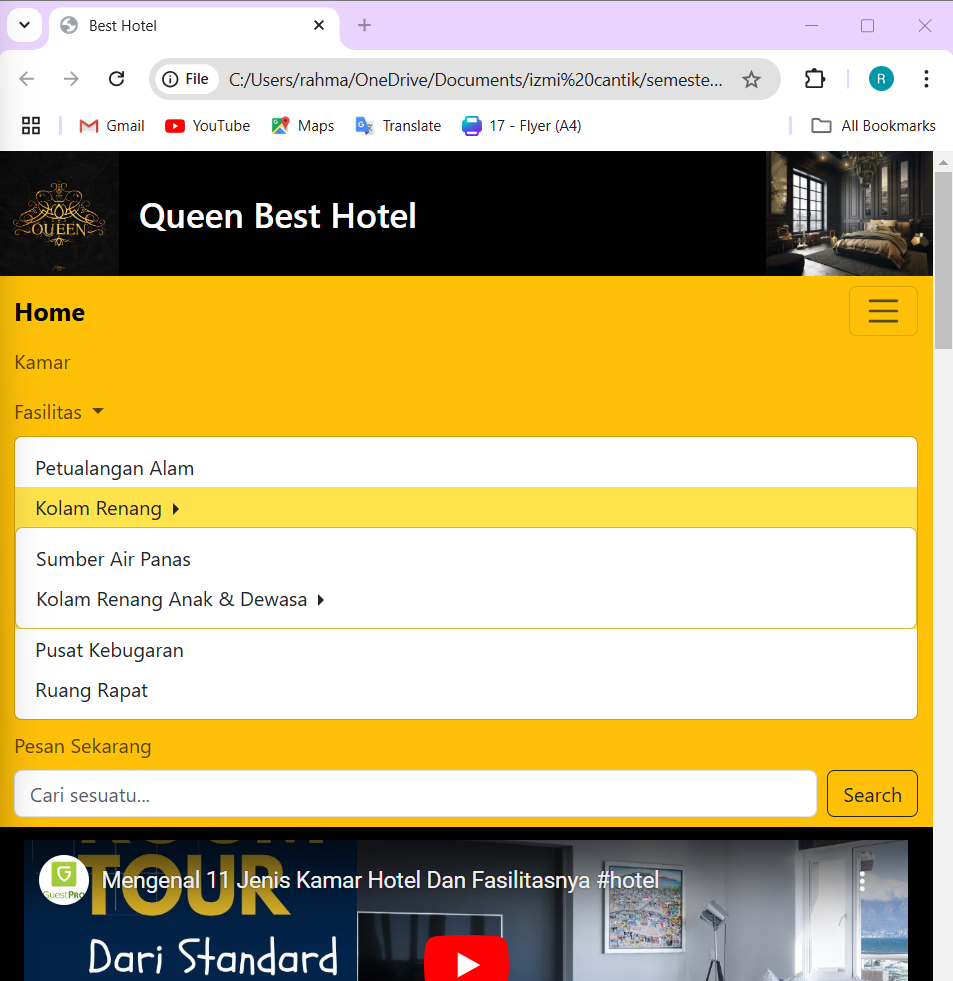 Best Hotel
File
C:/Users/rahma/OneDrive/Documents/izmi%20cantik/semeste...
R
Gmail
YouTube
Maps
Translate
17 - Flyer (A4)
All Bookmarks
QUEEN
Queen Best Hotel
Home
Kamar
Fasilitas
Petualangan Alam
Kolam Renang
Sumber Air Panas
Kolam Renang Anak & Dewasa
Pusat Kebugaran
Ruang Rapat
Pesan Sekarang
Cari sesuatu...
Search
ROOM
TOUR
GuestPRO
Mengenal 11 Jenis Kamar Hotel Dan Fasilitasnya #hotel
Dari Standard